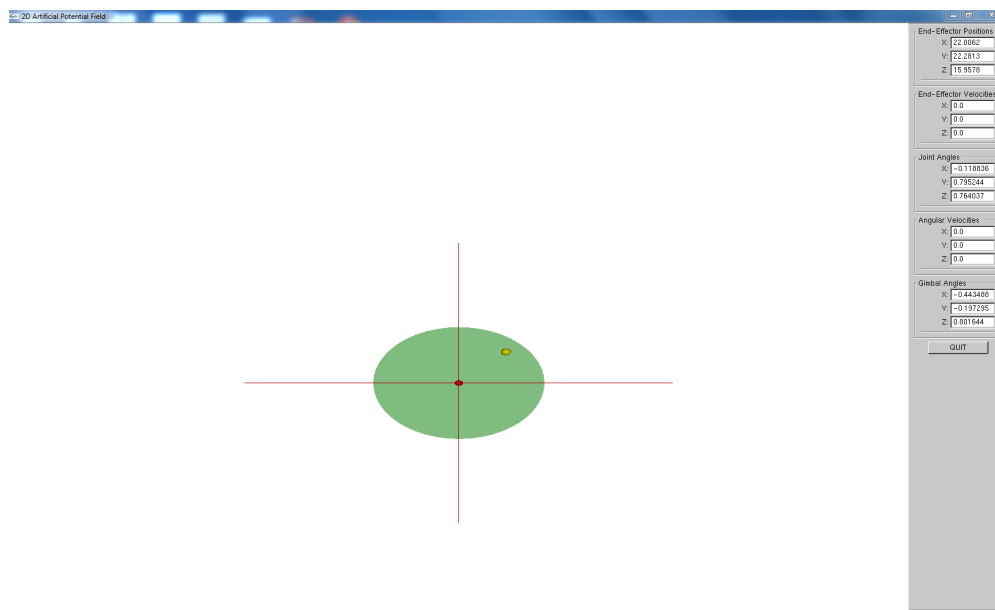 2D Artificial Potential Field
End-Effector Positions
X: 22.0062
Y: 22.2813
Z: 15.9578
End-Effector Velocities
X: 0.0
Y: 0.0
Z: 0.0
Joint Angles
X: -0.118836
Y: 0.795244
Z: 0.764037
Angular Velocities
X: 0.0
Y: 0.0
Z: 0.0
Gimbal Angles
X: -0.443488
Y: -0.197295
Z: 0.801644
QUIT